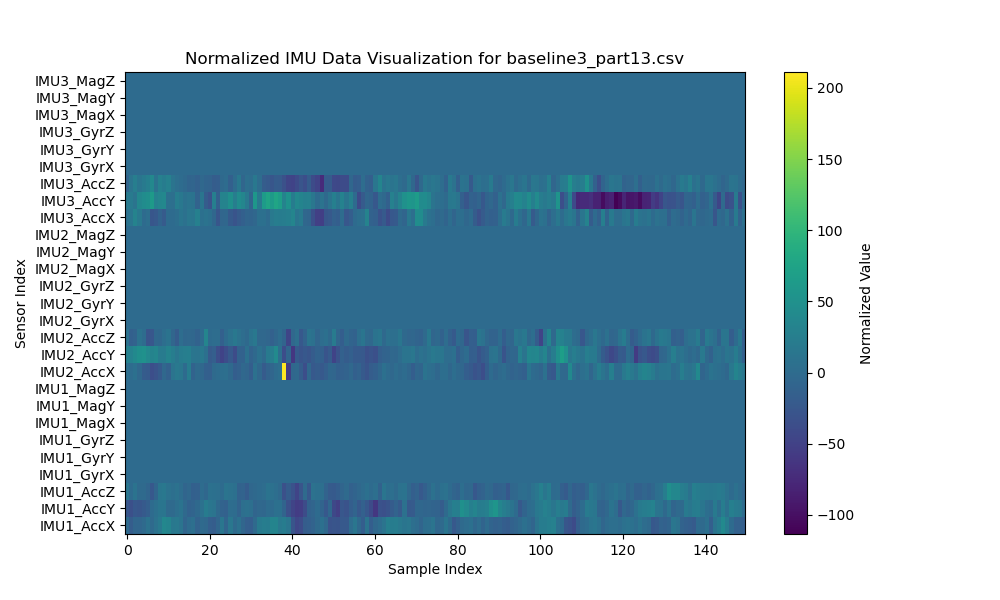 Normalized IMU Data Visualization for baseline3_part13.csv
IMU3_MagZ
IMU3_MagY
IMU3_MagX
IMU3_GyrZ
IMU3_GyrY
IMU3_GyrX
IMU3_AccZ
IMU3_AccY
IMU3_AccX
IMU2_MagZ
IMU2_MagY
IMU2_MagX
IMU2_GyrZ
IMU2_GyrY
IMU2_GyrX
IMU2_AccZ
IMU2_AccY
IMU2_AccX
IMU1_MagZ
IMU1_MagY
IMU1_MagX
IMU1_GyrZ
IMU1_GyrY
IMU1_GyrX
IMU1_AccZ
IMU1_AccY
IMU1_AccX
Sensor Index
0 20 40 60 80 100 120 140
Sample Index
200
150
100
50
0
−50
−100
Normalized Value